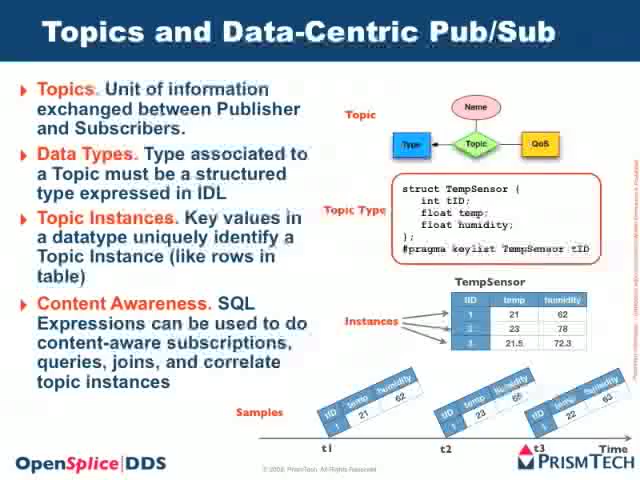 Topics and Data-Centric Pub/Sub
Topics. Unit of information
exchanged between Publisher
and Subscribers.
Data Types. Type associated to
a Topic must be a structured
type expressed in IDL
Topic Instances. Key values in
a datatype uniquely identify a
Topic Instance (like rows in
table)
Content Awareness. SQL
Expressions can be used to do
content-aware subscriptions,
queries, joins, and correlate
topic instances
Topic
Name
Type
Topic
QoS
Topic Type
struct TempSensor {
int tID;
float temp;
float humidity;
};
#pragma keylist TempSensor tID
TempSensor
Instances
tID temp humidity
1 21 62
2 23 78
3 21.5 72.3
Samples
tID temp humidity
1 21 62
tID temp humidity
1 23
tID temp humidity
1 22 63
t1 t2 t3 Time
OpenSplice|DDS
PrismTech. All Rights Reserved
PRISMTECH